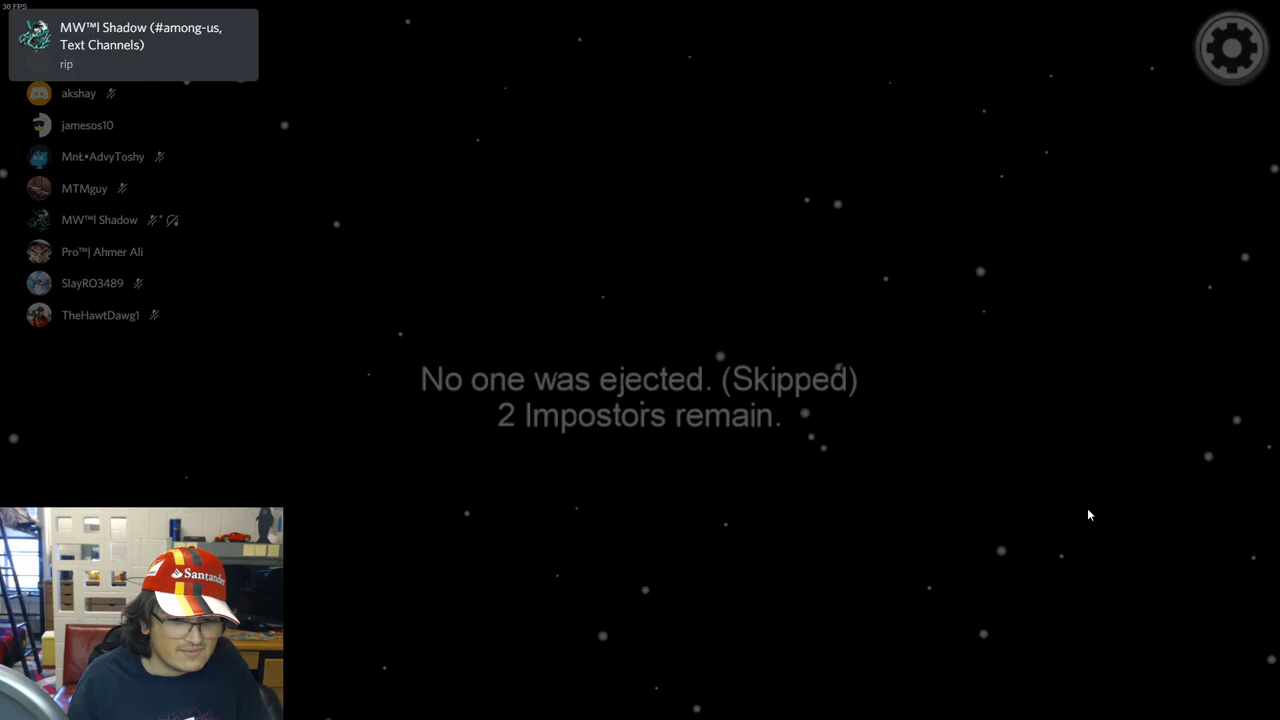 30 FPS
MW™l Shadow (#among-us,
Text Channels)
rip
akshay
jamesos10
MnŁ•AdvyToshy
MTMguy
MW™l Shadow
Pro™| Ahmer Ali
SlayRO3489
TheHawtDawg1
No one was ejected. (Skipped)
2 Impostors remain.
Santander